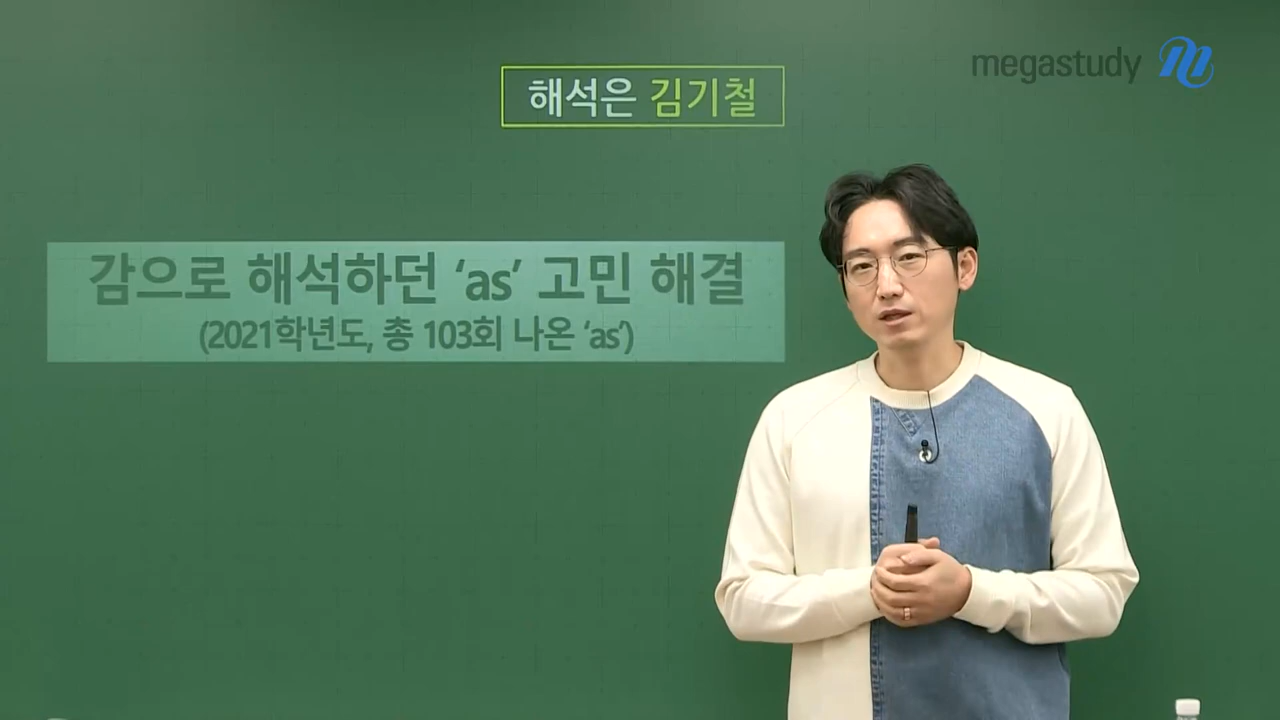 megastudy
해석은 김기철
감으로 해석하던 ‘as’ 고민 해결
(2021학년도, 총 103회 나온 ‘as’)